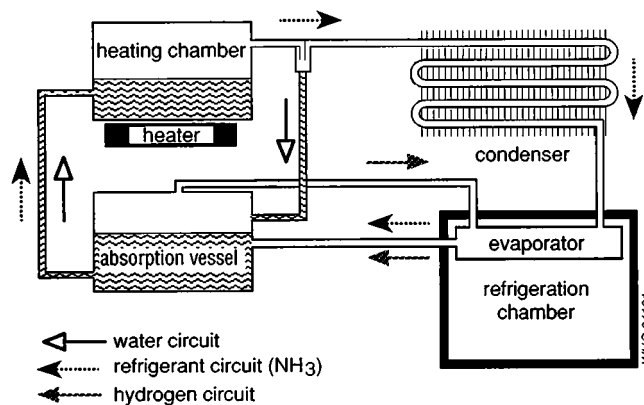 heating chamber
heater
condenser
absorption vessel
evaporator
refrigeration
chamber
water circuit
refrigerant circuit (NH3)
hydrogen circuit